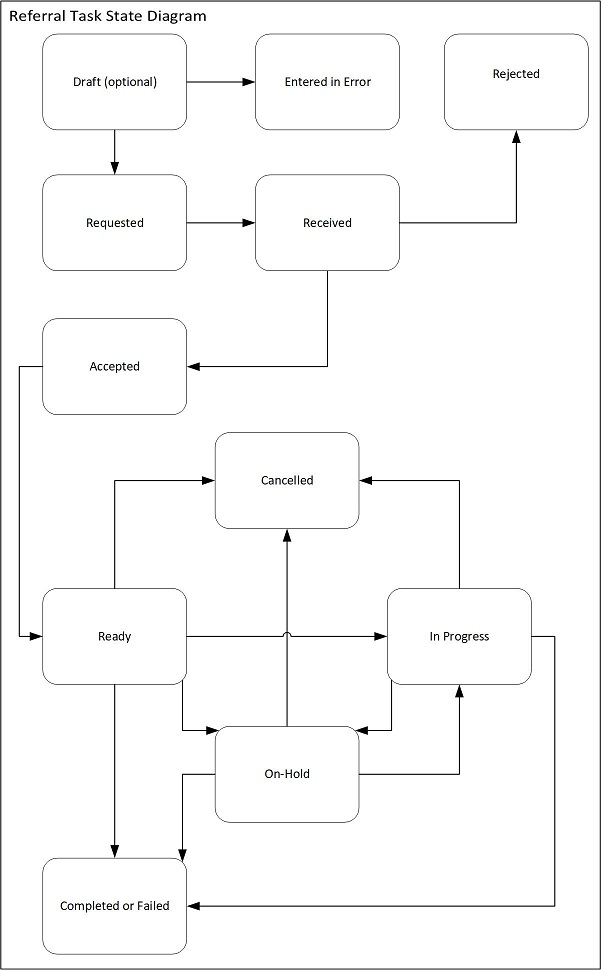 Referral Task State Diagram
Draft (optional)
Entered in Error
Rejected
Requested
Received
Accepted
Cancelled
Ready
In Progress
On-Hold
Completed or Failed